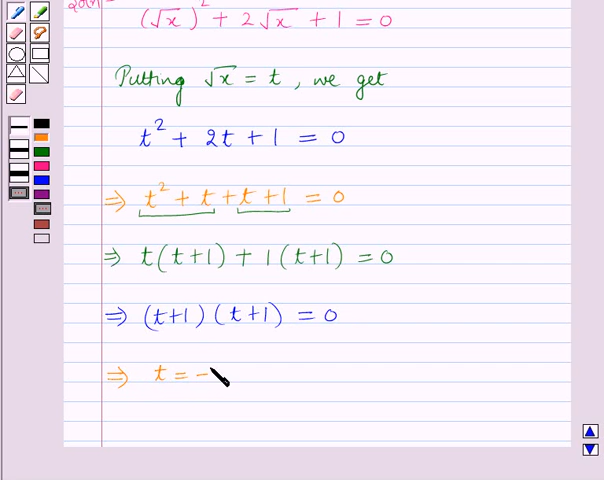 (√x)² + 2√x + 1 = 0
Putting √x = t, we get
t² + 2t + 1 = 0
⇒ t² + t + t + 1 = 0
⇒ t(t+1) + 1(t+1) = 0
⇒ (t+1)(t+1) = 0
⇒ t = -